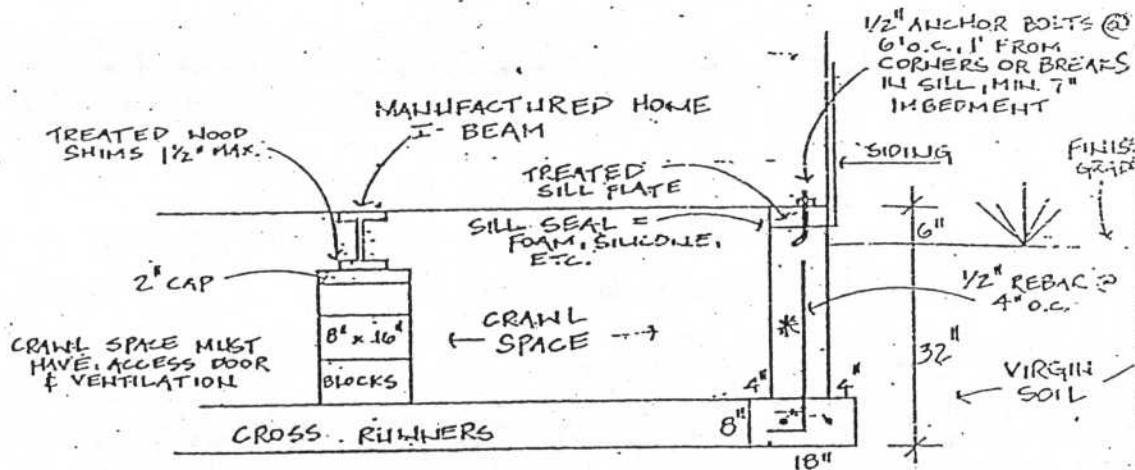 1/2" ANCHOR BOLTS @
6' O.C., 1' FROM
CORNERS OR BREAKS
IN SILL, MIN. 7"
IMBEDMENT
MANUFACTURED HOME
I-BEAM
TREATED WOOD
SHIMS 1 1/2" MAX.
SIDING
FINIS
TREATED
SILL PLATE
SILL SEAL =
FOAM, SILICONE,
ETC.
6"
2" CAP
1/2" REBAR @
4" O.C.
CRAWL
SPACE
8" x 16"
BLOCKS
CRAWL SPACE MUST
HAVE ACCESS DOOR
& VENTILATION
32"
VIRGIN
SOIL
4"
4"
8"
CROSS RUNNERS
18"